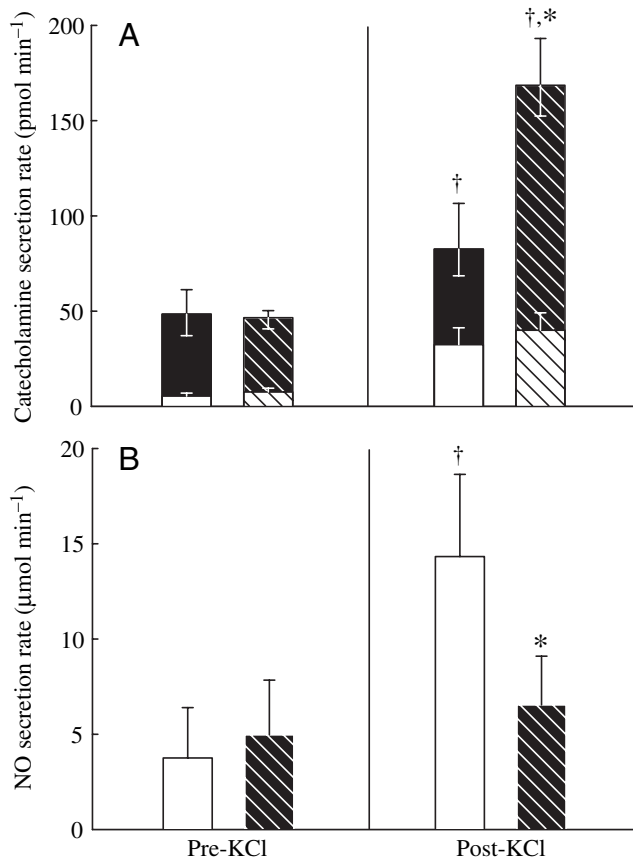 A
Catecholamine secretion rate (pmol min⁻¹)
200
150
100
50
0
†
†,*
B
NO secretion rate (μmol min⁻¹)
20
15
10
5
0
†
*
Pre-KCl Post-KCl